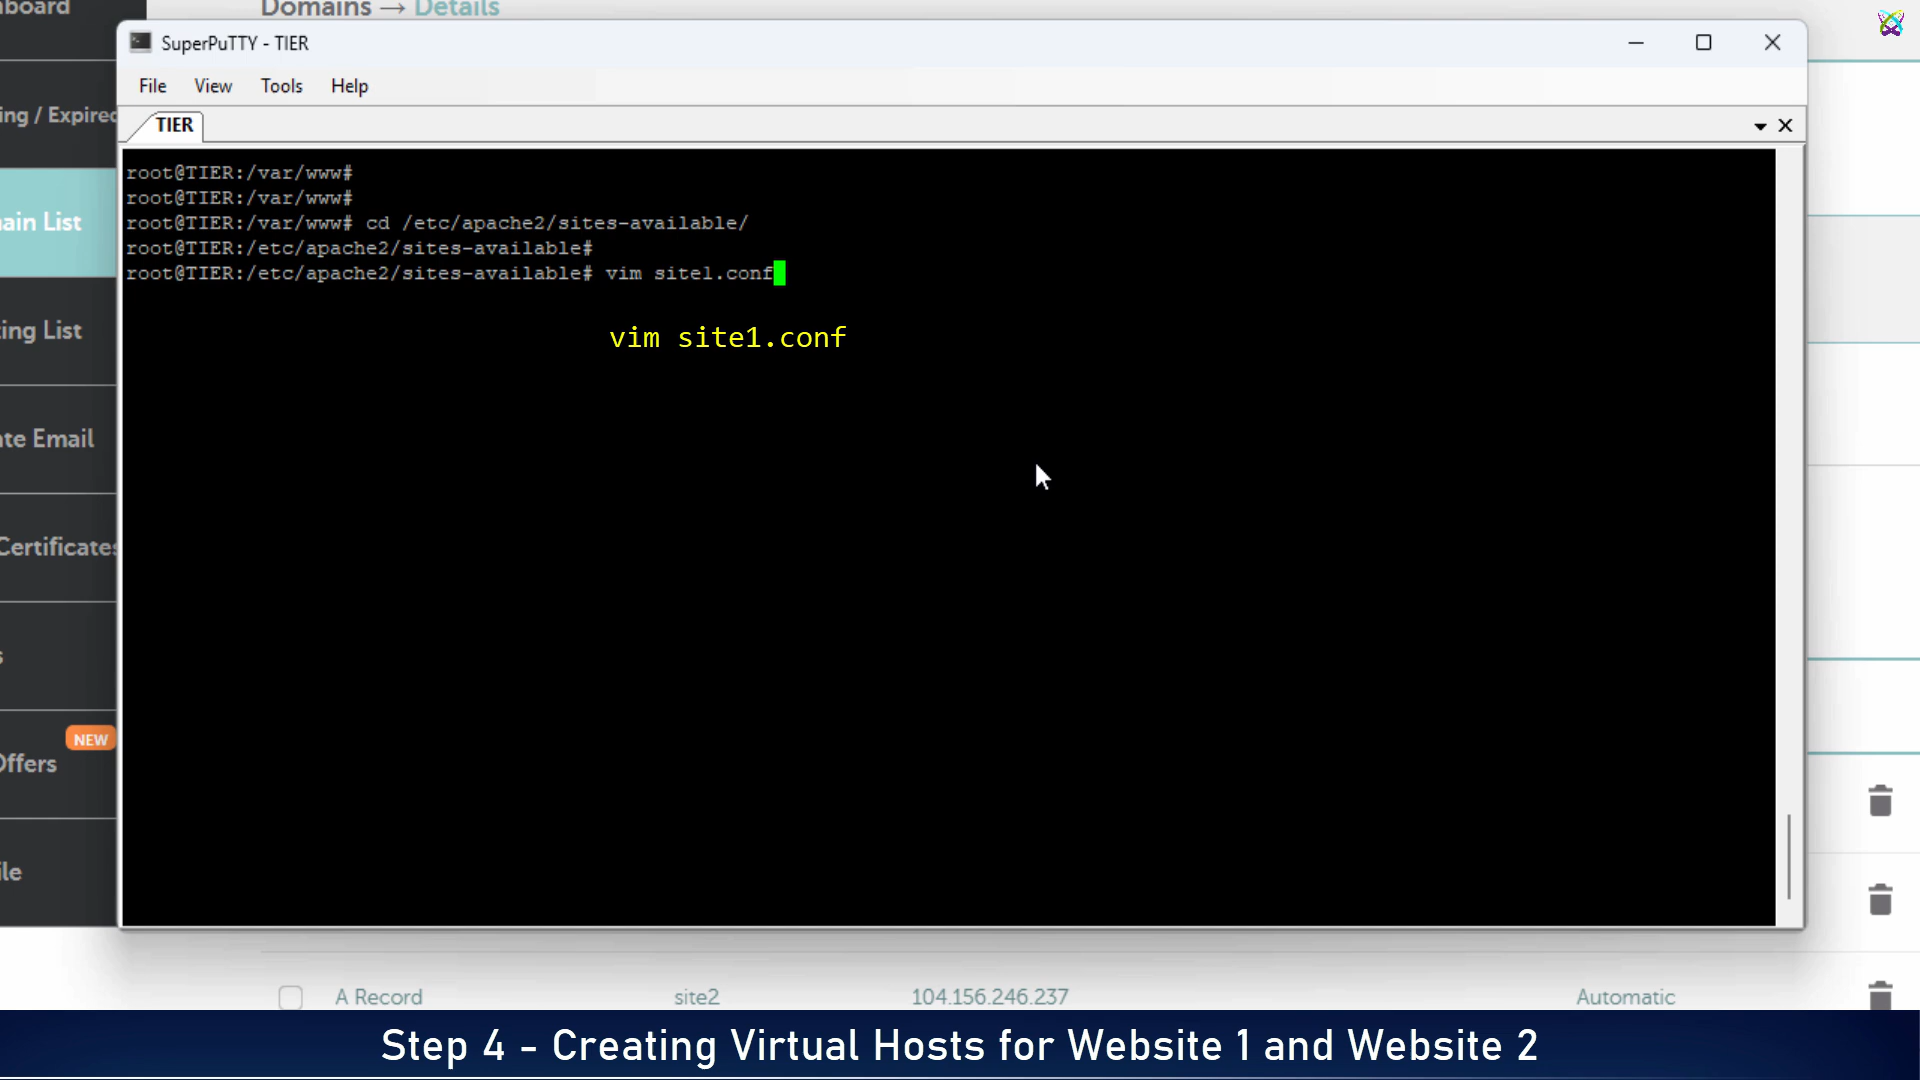 board
Domains → Details
SuperPuTTY - TIER
File View Tools Help
TIER
ing / Expired
ain List
ing List
ate Email
Certificates
s
NEW
Offers
ile
root@TIER:/var/www#
root@TIER:/var/www#
root@TIER:/var/www# cd /etc/apache2/sites-available/
root@TIER:/etc/apache2/sites-available#
root@TIER:/etc/apache2/sites-available# vim site1.conf
vim site1.conf
A Record site2 104.156.246.237 Automatic
Step 4 - Creating Virtual Hosts for Website 1 and Website 2